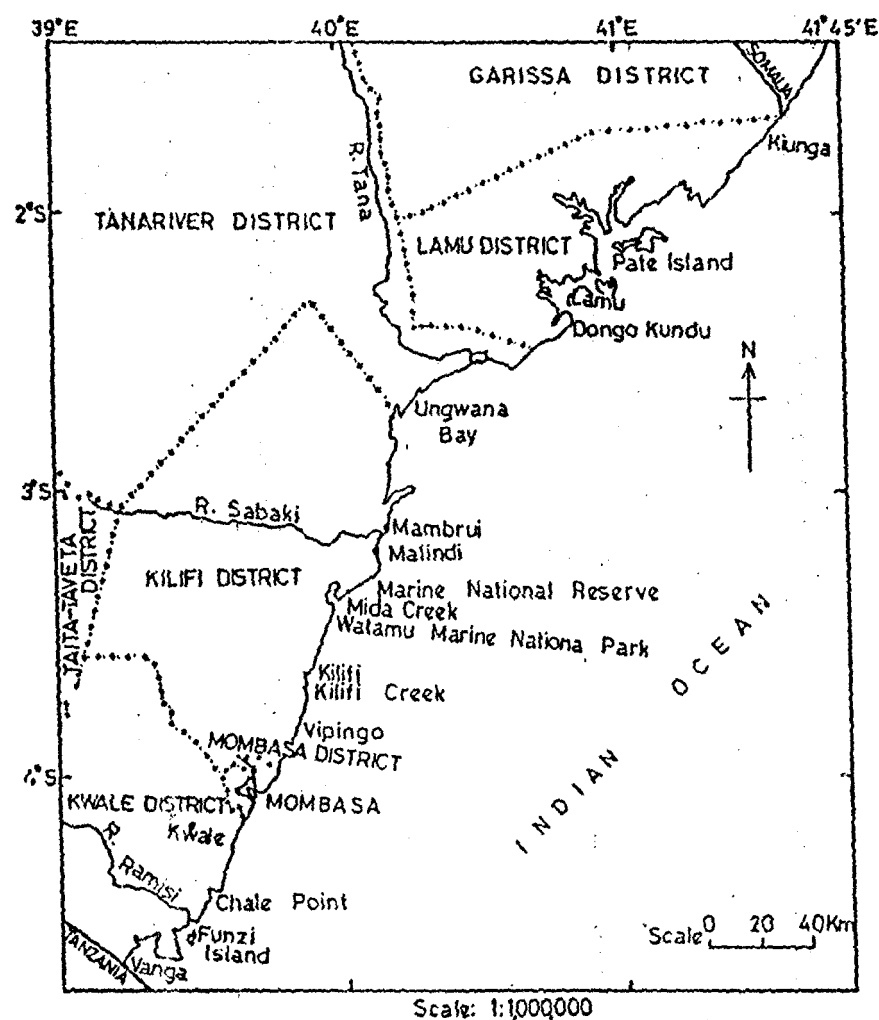 39°E 40°E 41°E 41°45'E
GARISSA DISTRICT
SOMALIA
Kiunga
R. Tana
2°S
TANARIVER DISTRICT
LAMU DISTRICT
Pate Island
Lamu
Dongo Kundu
N
Ungwana
Bay
3°S
R. Sabaki
Mambrui
Malindi
TAITA-TAVETA
DISTRICT
KILIFI DISTRICT
Marine National Reserve
Mida Creek
Watamu Marine Nationa Park
INDIAN OCEAN
Kilifi
Kilifi Creek
Vipingo
MOMBASA DISTRICT
4°S
KWALE DISTRICT
MOMBASA
Kwale
R. Ramisi
Chale Point
Funzi
Island
TANZANIA
Vanga
Scale 0 20 40Km
Scale: 1:1,000,000